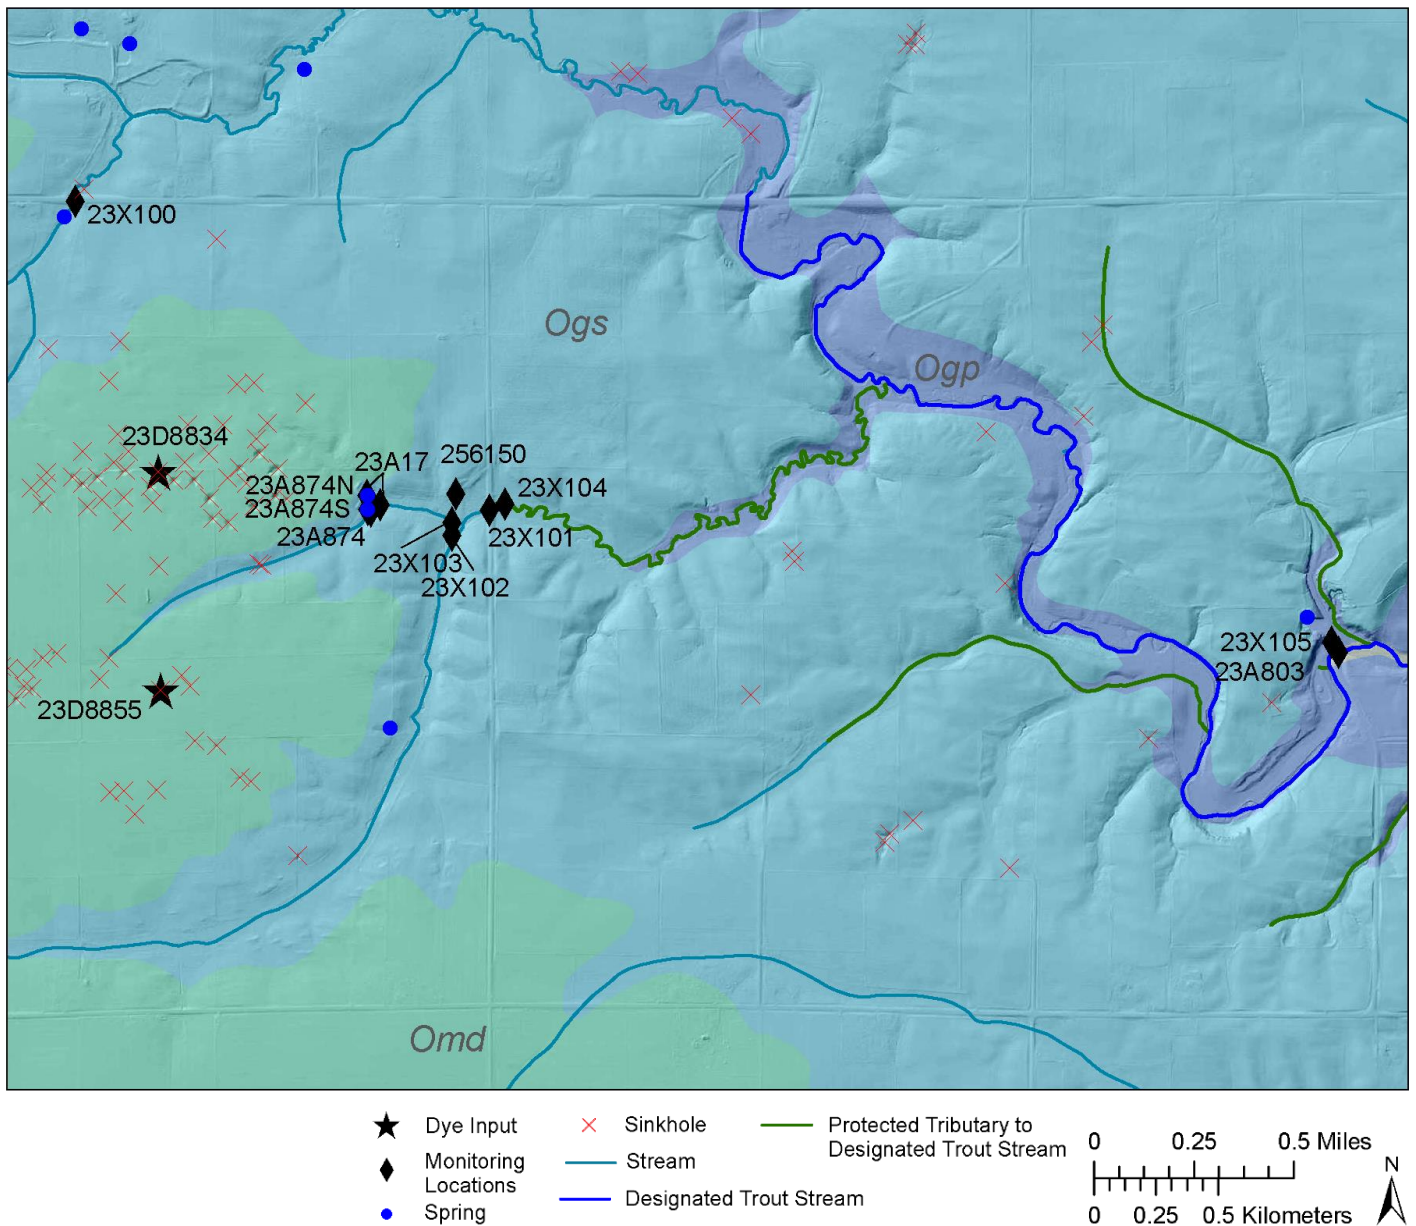 23X100
Ogs
Ogp
23D8834
256150
23A17
23A874N
23X104
23A874S
23A874
23X101
23X103
23X102
23X105
23A803
23D8855
Omd
Dye Input
Monitoring
Locations
Spring
Sinkhole
Stream
Designated Trout Stream
Protected Tributary to
Designated Trout Stream
0 0.25 0.5 Miles
0 0.25 0.5 Kilometers
N